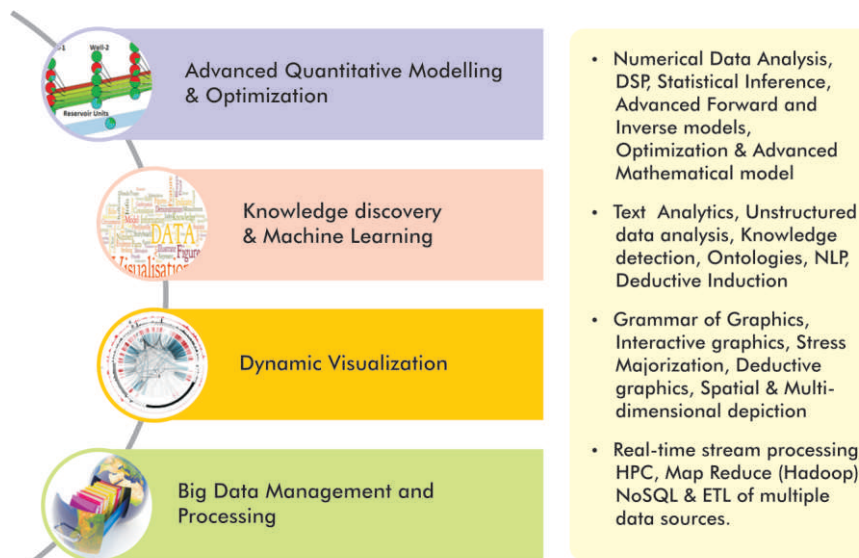 -1
Well-2
Reservoir Units
Advanced Quantitative Modelling
& Optimization
DATA
Visualisation
Figure
Knowledge discovery
& Machine Learning
Dynamic Visualization
Big Data Management and
Processing
• Numerical Data Analysis,
DSP, Statistical Inference,
Advanced Forward and
Inverse models,
Optimization & Advanced
Mathematical model
• Text Analytics, Unstructured
data analysis, Knowledge
detection, Ontologies, NLP,
Deductive Induction
• Grammar of Graphics,
Interactive graphics, Stress
Majorization, Deductive
graphics, Spatial & Multi-
dimensional depiction
• Real-time stream processing
HPC, Map Reduce (Hadoop)
NoSQL & ETL of multiple
data sources.